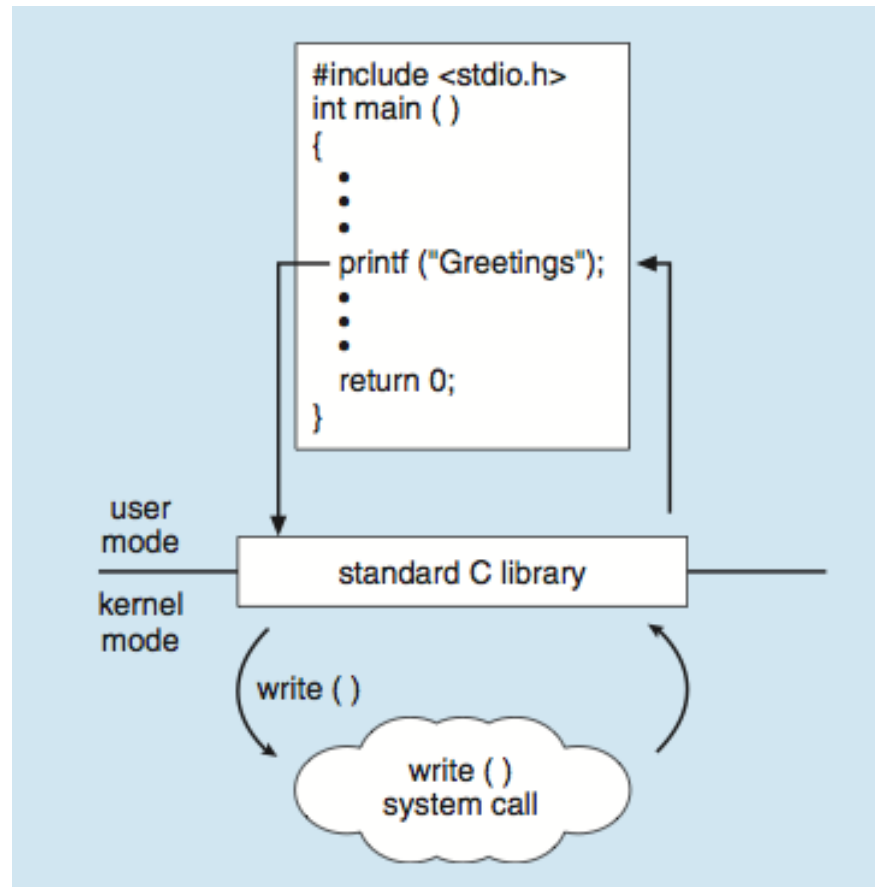 #include <stdio.h>
int main ( )
{
•
•
•
printf ("Greetings");
•
•
•
return 0;
}
user
mode
standard C library
kernel
mode
write ( )
write ( )
system call